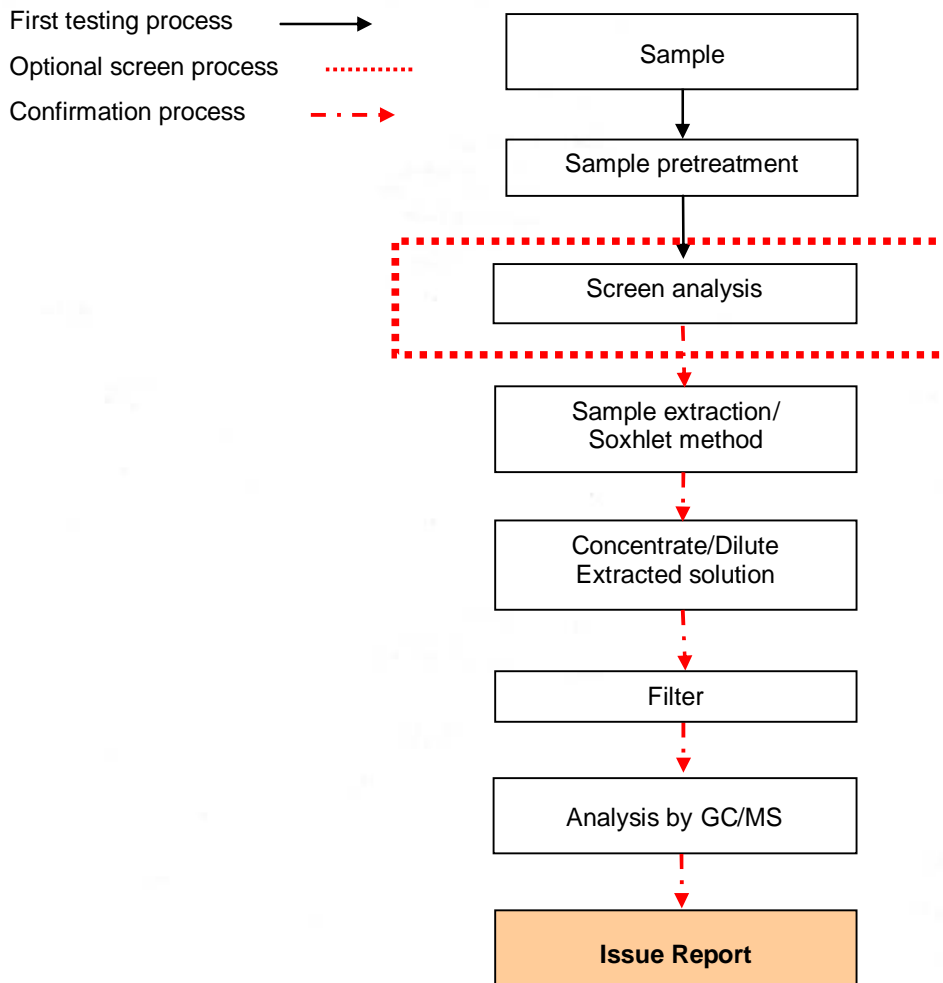 First testing process
Optional screen process
Confirmation process
Sample
Sample pretreatment
Screen analysis
Sample extraction/
Soxhlet method
Concentrate/Dilute
Extracted solution
Filter
Analysis by GC/MS
Issue Report